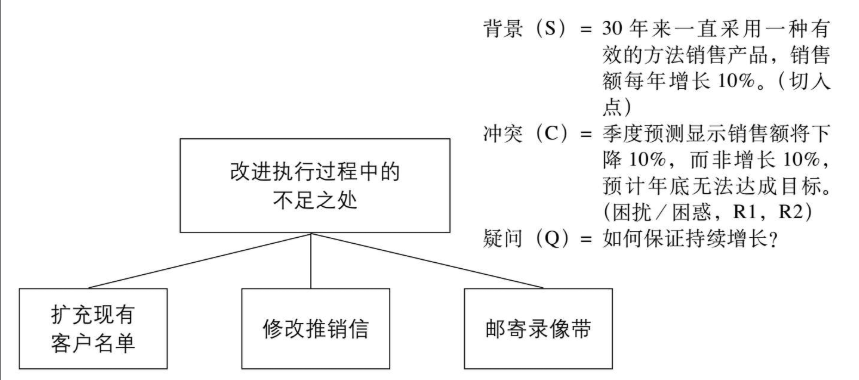 背景（S）= 30 年来一直采用一种有
效的方法销售产品，销售
额每年增长 10%。（切入
点）
冲突（C）= 季度预测显示销售额将下
降 10%，而非增长 10%，
预计年底无法达成目标。
（困扰／困惑，R1，R2）
疑问（Q）= 如何保证持续增长？
改进执行过程中的
不足之处
扩充现有
客户名单
修改推销信
邮寄录像带